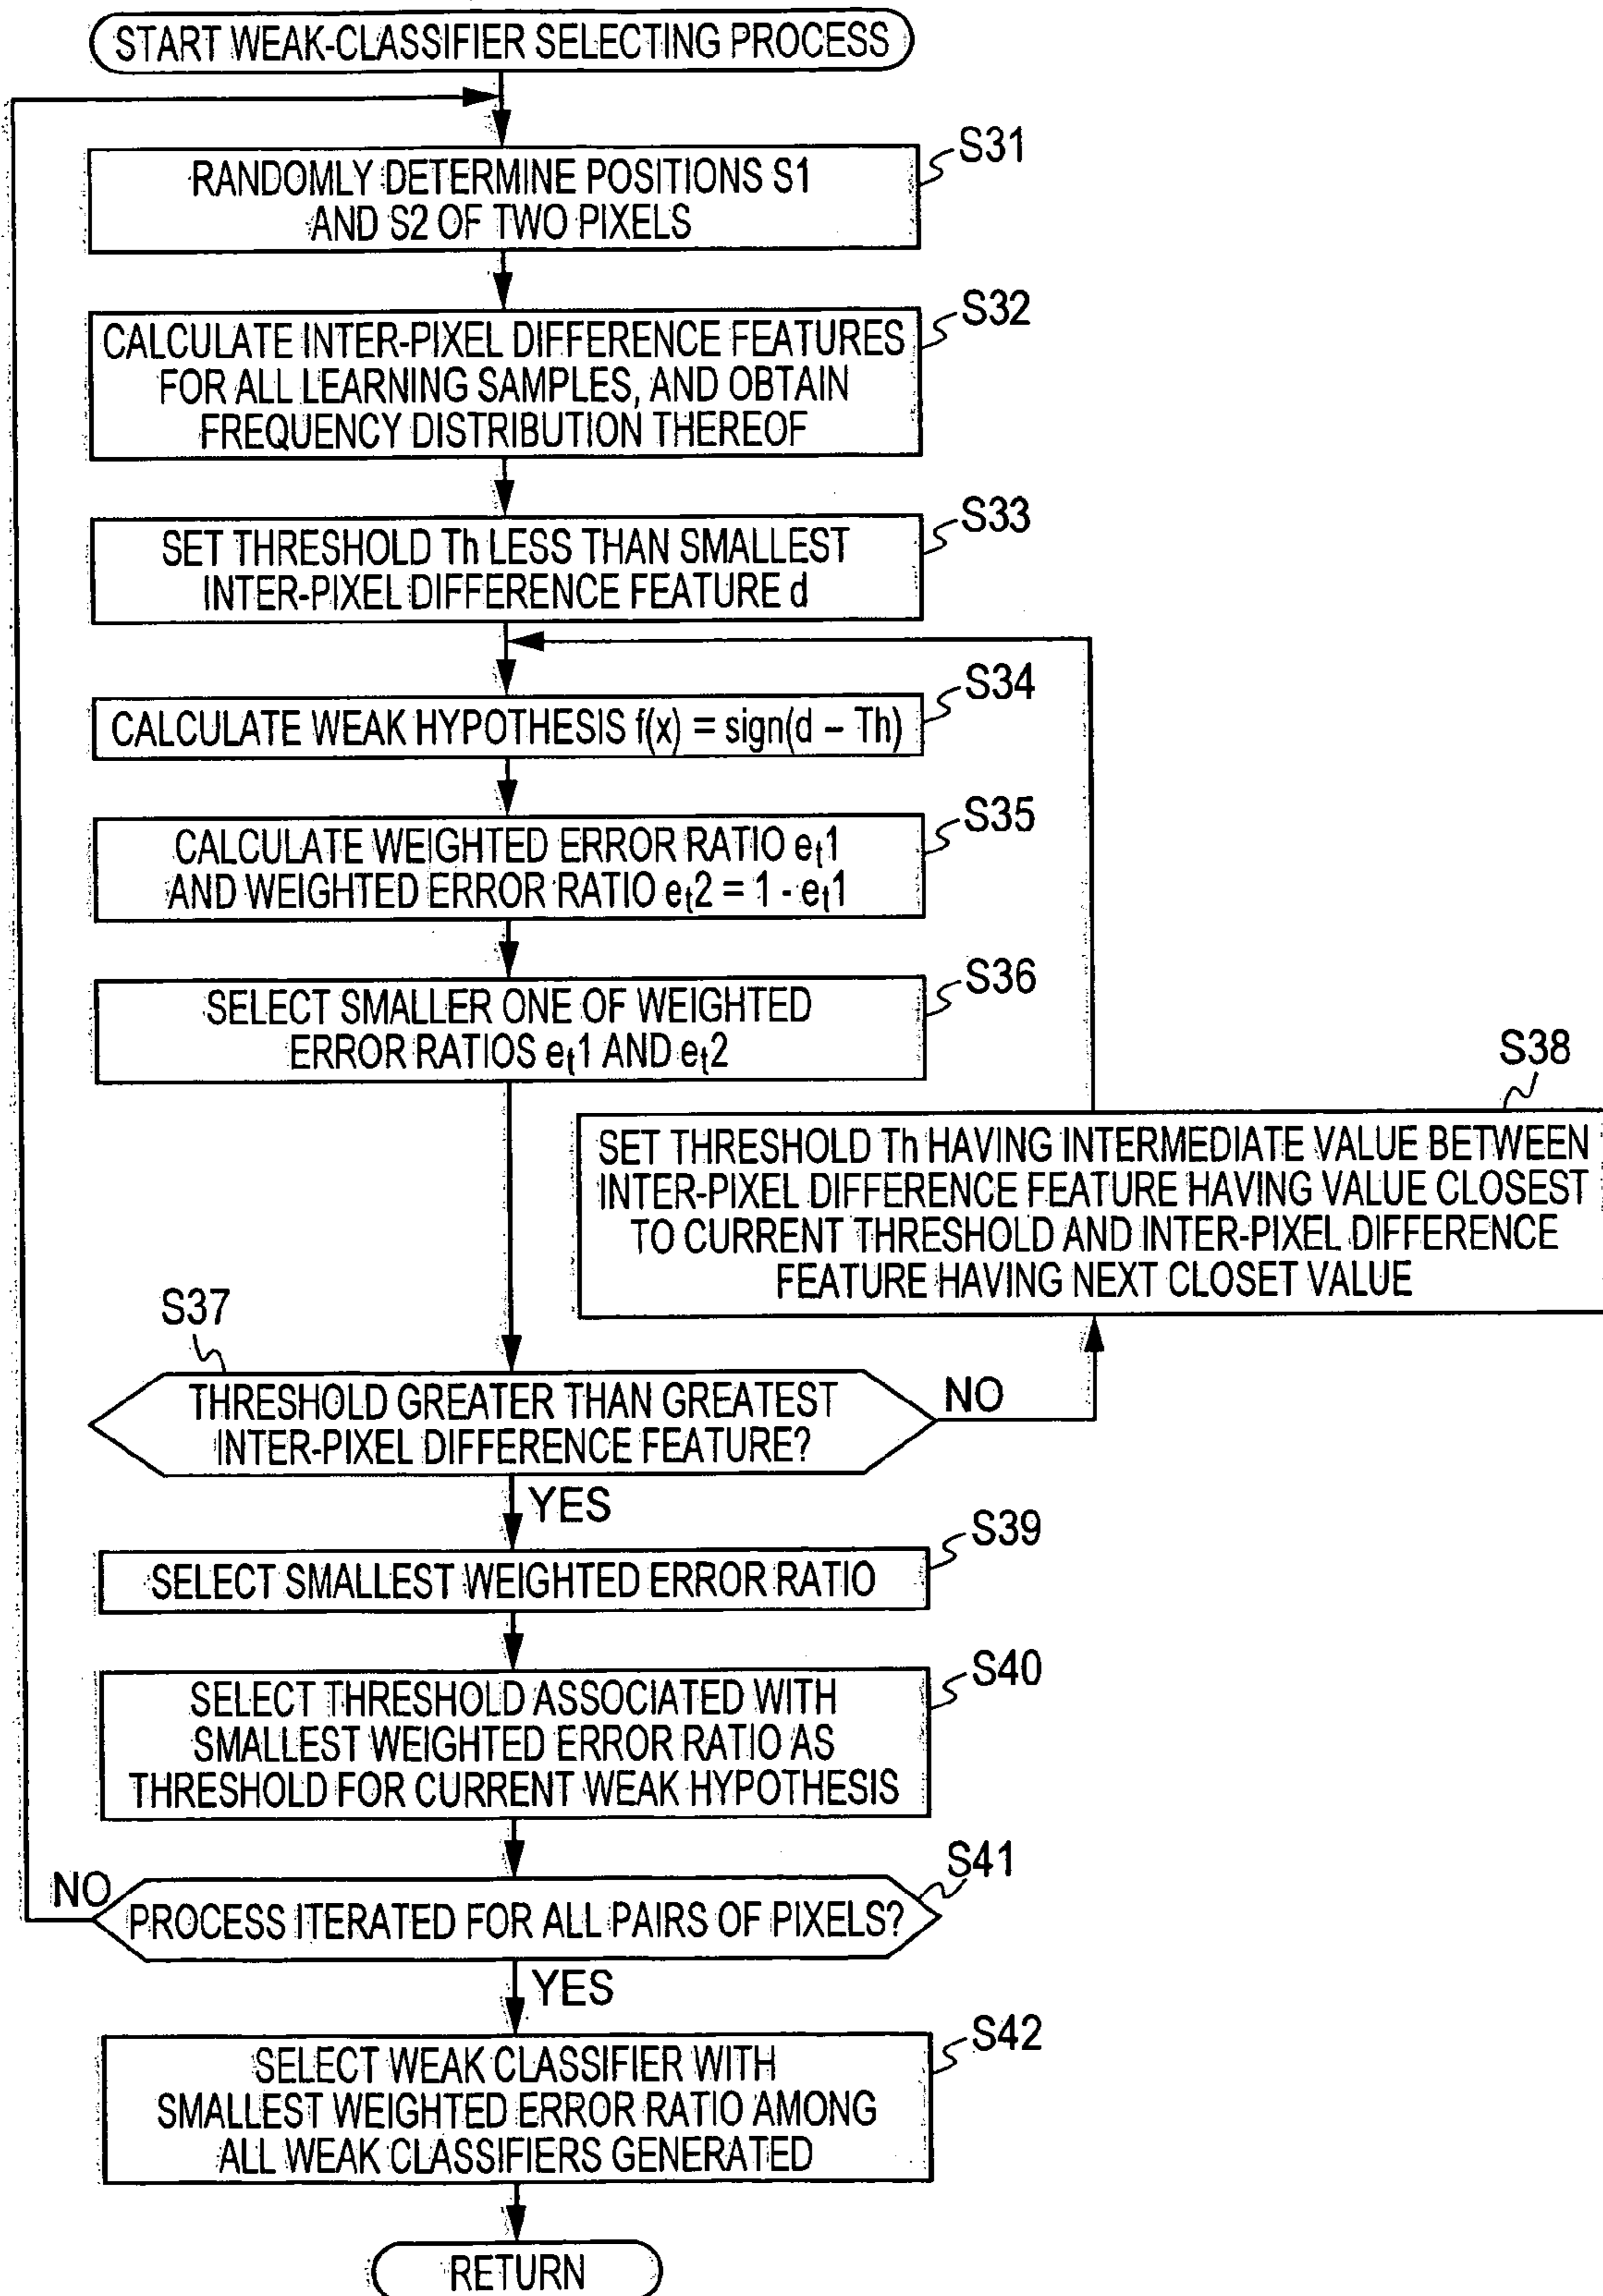 START WEAK-CLASSIFIER SELECTING PROCESS
S31
RANDOMLY DETERMINE POSITIONS S1
AND S2 OF TWO PIXELS
S32
CALCULATE INTER-PIXEL DIFFERENCE FEATURES
FOR ALL LEARNING SAMPLES, AND OBTAIN
FREQUENCY DISTRIBUTION THEREOF
S33
SET THRESHOLD Th LESS THAN SMALLEST
INTER-PIXEL DIFFERENCE FEATURE d
S34
CALCULATE WEAK HYPOTHESIS f(x) = sign(d – Th)
S35
CALCULATE WEIGHTED ERROR RATIO et1
AND WEIGHTED ERROR RATIO et2 = 1 - et1
S36
SELECT SMALLER ONE OF WEIGHTED
ERROR RATIOS et1 AND et2
S38
SET THRESHOLD Th HAVING INTERMEDIATE VALUE BETWEEN
INTER-PIXEL DIFFERENCE FEATURE HAVING VALUE CLOSEST
TO CURRENT THRESHOLD AND INTER-PIXEL DIFFERENCE
FEATURE HAVING NEXT CLOSET VALUE
S37
THRESHOLD GREATER THAN GREATEST
INTER-PIXEL DIFFERENCE FEATURE?
NO
YES
S39
SELECT SMALLEST WEIGHTED ERROR RATIO
S40
SELECT THRESHOLD ASSOCIATED WITH
SMALLEST WEIGHTED ERROR RATIO AS
THRESHOLD FOR CURRENT WEAK HYPOTHESIS
S41
NO
PROCESS ITERATED FOR ALL PAIRS OF PIXELS?
YES
S42
SELECT WEAK CLASSIFIER WITH
SMALLEST WEIGHTED ERROR RATIO AMONG
ALL WEAK CLASSIFIERS GENERATED
RETURN